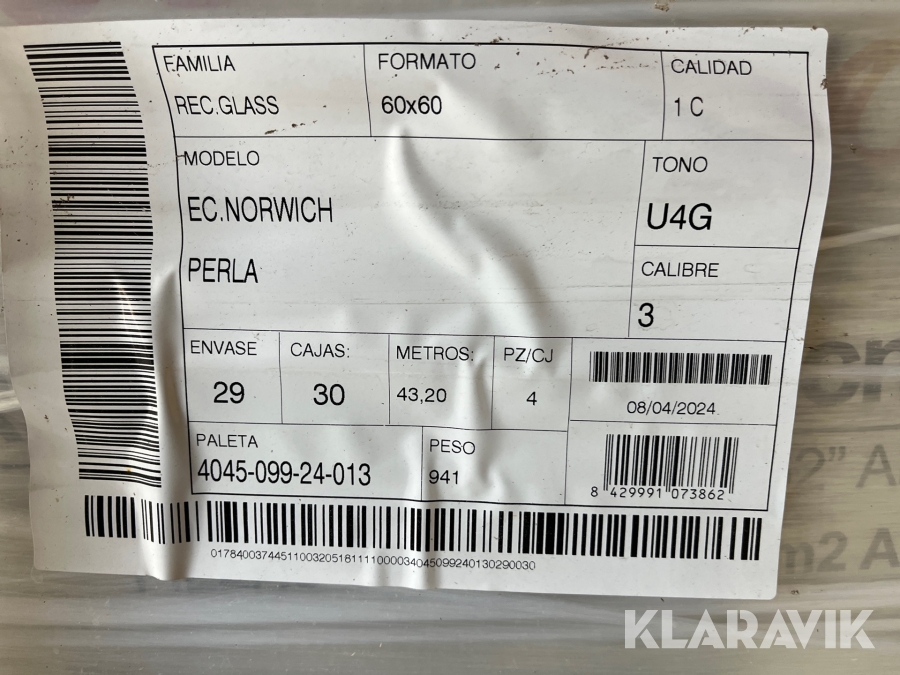 FAMILIA
REC.GLASS
FORMATO
60x60
CALIDAD
1 C
MODELO
EC.NORWICH
PERLA
TONO
U4G
CALIBRE
3
ENVASE
29
CAJAS:
30
METROS:
43,20
PZ/CJ
4
08/04/2024
PALETA
4045-099-24-013
PESO
941
8 429991 073862
2" A
m2 A
KLARAVIK